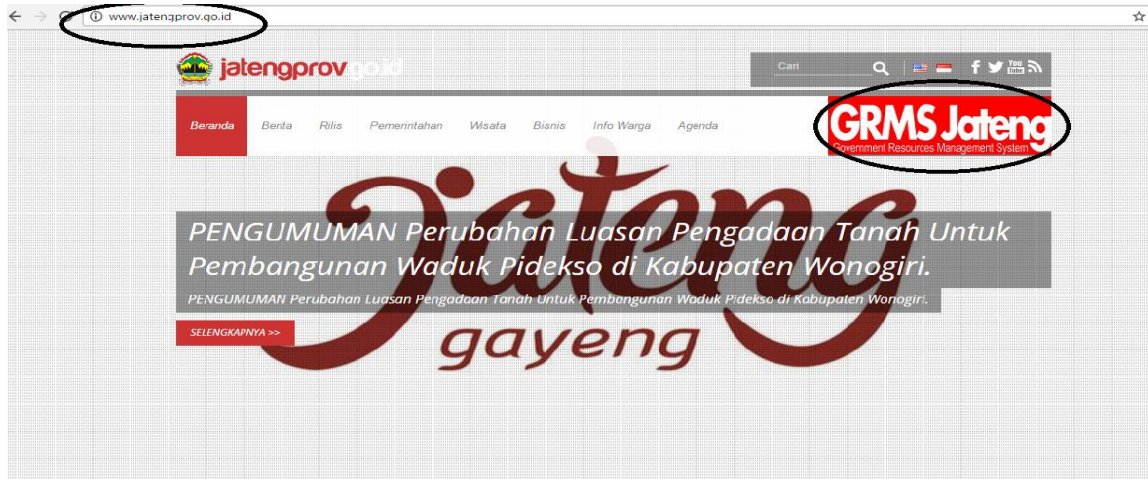 www.jatengprov.go.id
jatengprov.go.id
Cari
f You Tube
Beranda Berita Rilis Pemerintahan Wisata Bisnis Info Warga Agenda
GRMS Jateng
Government Resources Management System
jateng
gayeng
PENGUMUMAN Perubahan Luasan Pengadaan Tanah Untuk
Pembangunan Waduk Pidekso di Kabupaten Wonogiri.
PENGUMUMAN Perubahan Luasan Pengadaan Tanah Untuk Pembangunan Waduk Pidekso di Kabupaten Wonogiri.
SELENGKAPNYA >>